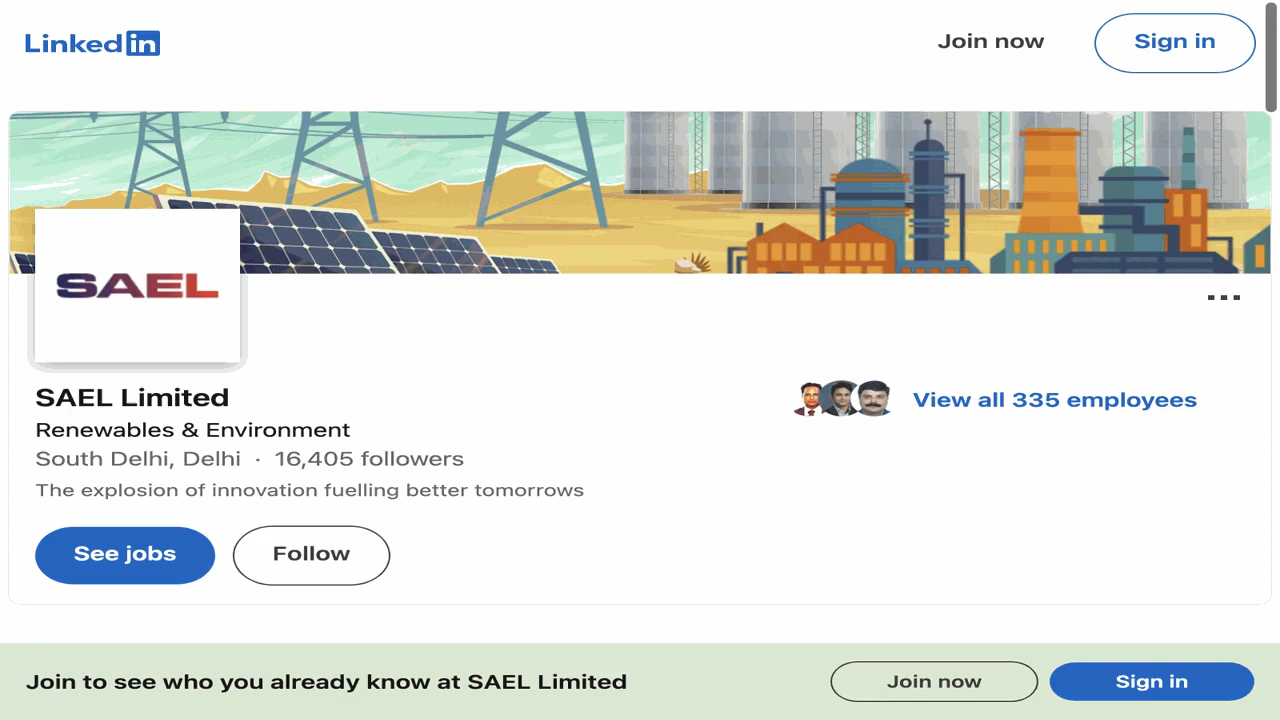 Linkedin
Join now
Sign in
SAEL
SAEL Limited
View all 335 employees
Renewables & Environment
South Delhi, Delhi · 16,405 followers
The explosion of innovation fuelling better tomorrows
See jobs
Follow
Join to see who you already know at SAEL Limited
Join now
Sign in